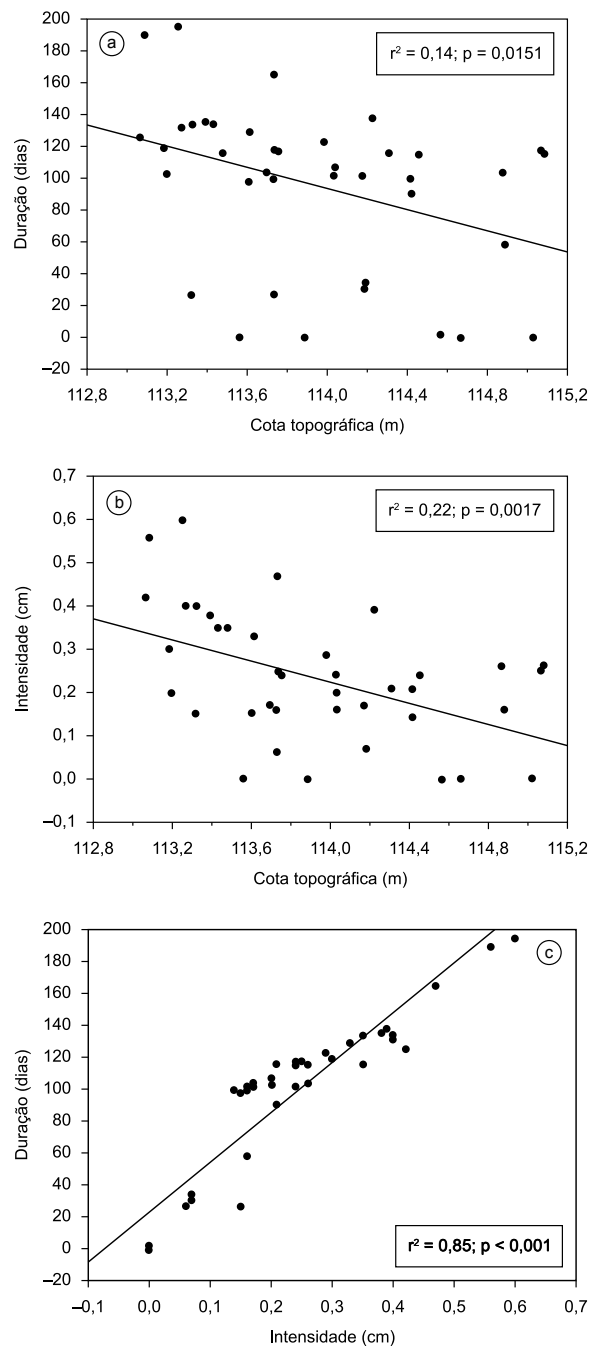 200
180
160
140
120
100
80
60
40
20
0
–20
Duração (dias)
a
r² = 0,14; p = 0,0151
112,8 113,2 113,6 114,0 114,4 114,8 115,2
Cota topográfica (m)
0,7
0,6
0,5
0,4
0,3
0,2
0,1
0,0
–0,1
Intensidade (cm)
b
r² = 0,22; p = 0,0017
112,8 113,2 113,6 114,0 114,4 114,8 115,2
Cota topográfica (m)
200
180
160
140
120
100
80
60
40
20
0
–20
Duração (dias)
c
r² = 0,85; p < 0,001
–0,1 0,0 0,1 0,2 0,3 0,4 0,5 0,6 0,7
Intensidade (cm)